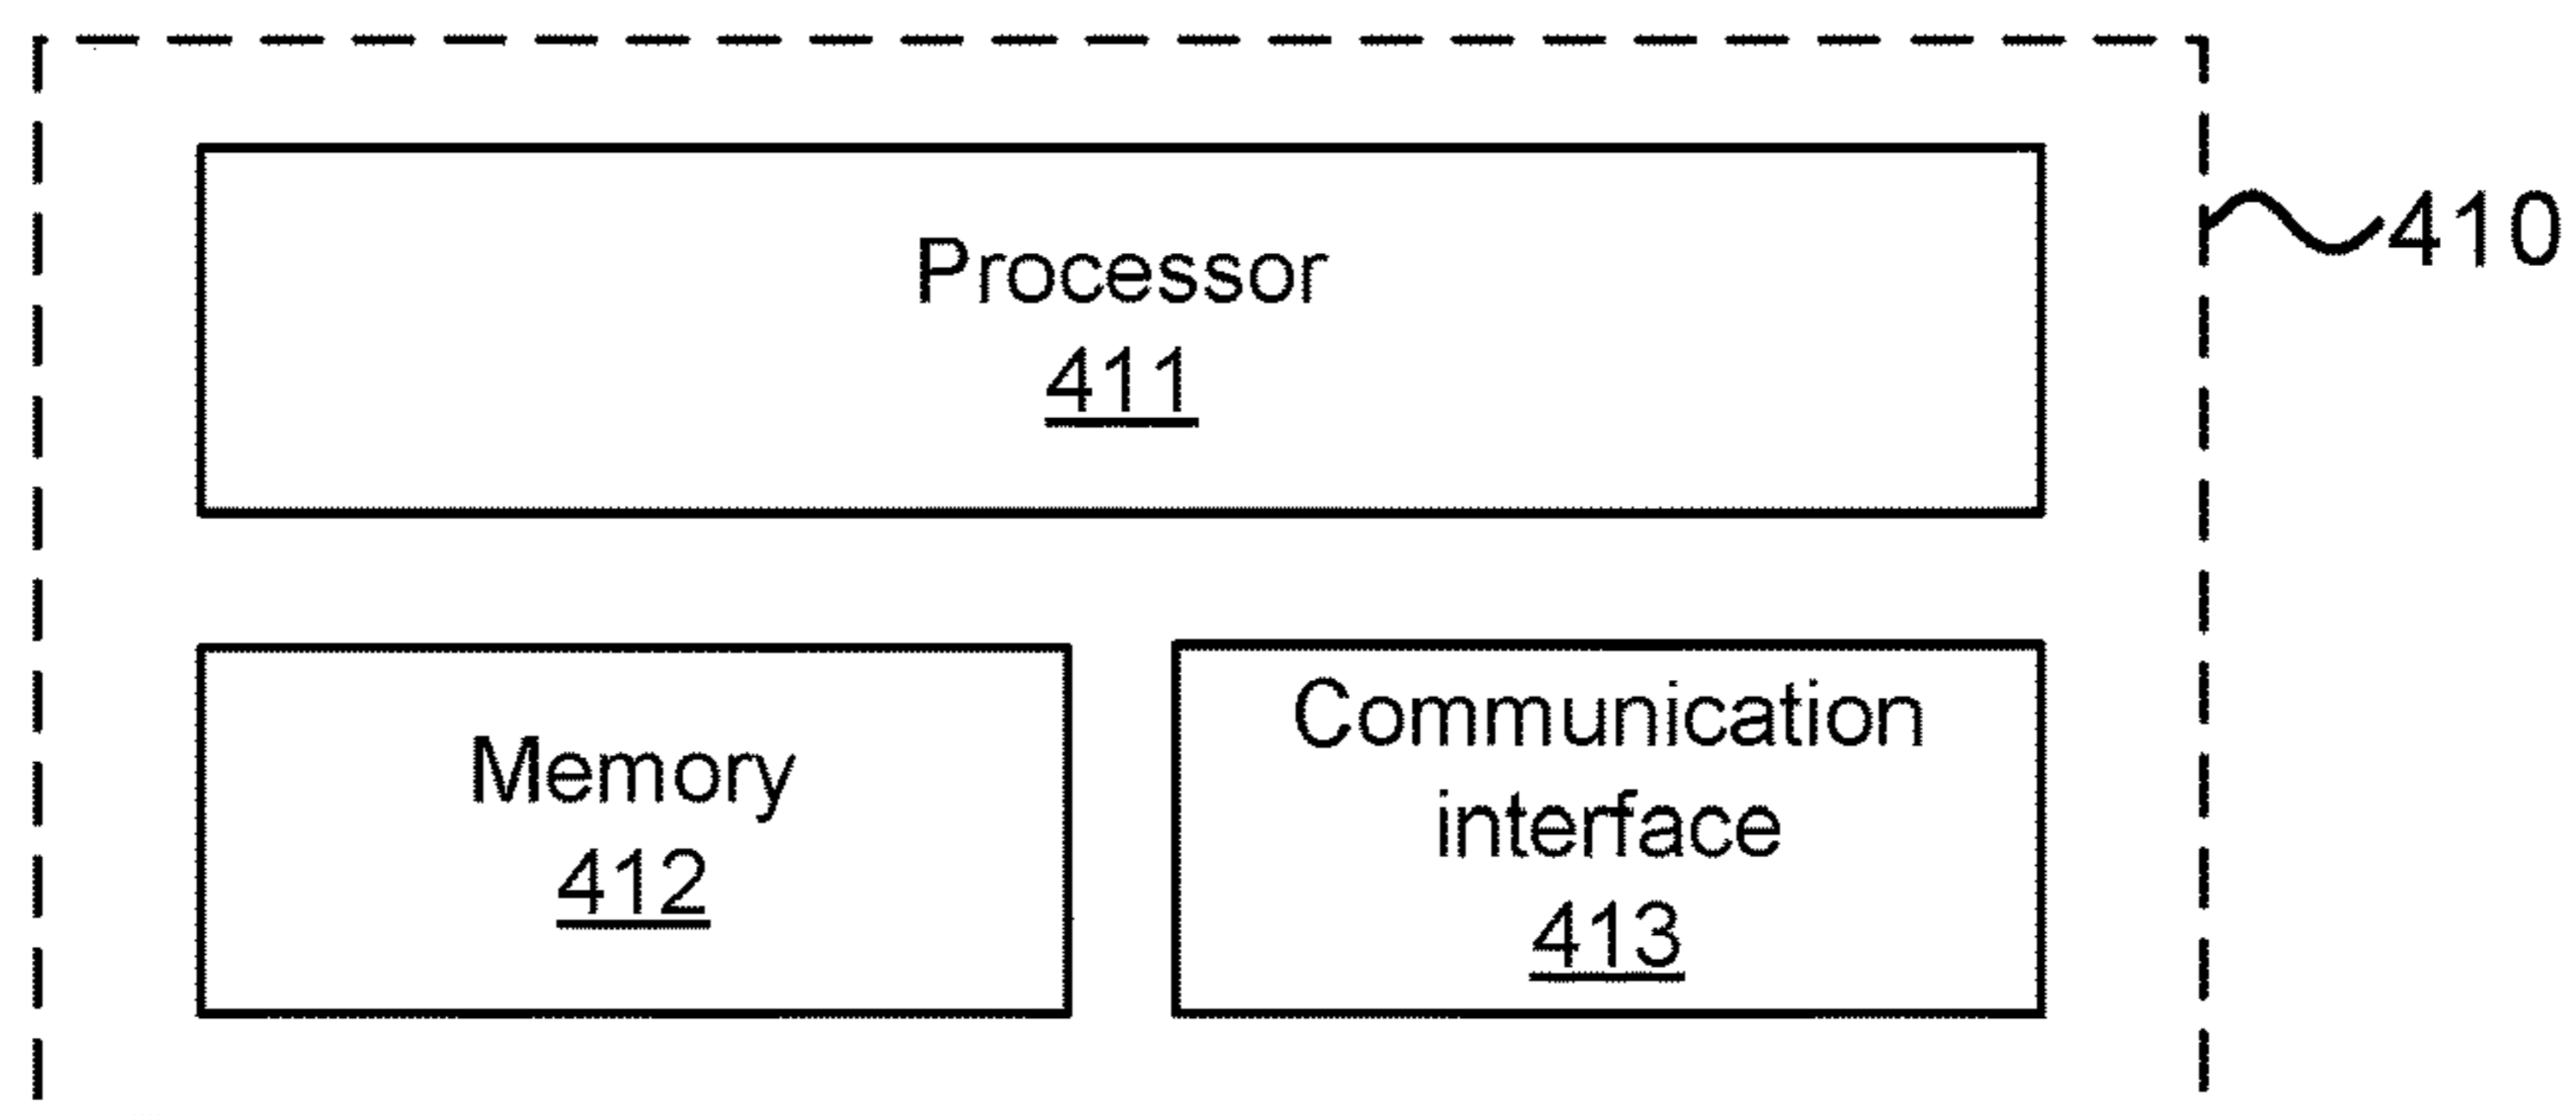 Processor
411
410
Memory
412
Communication
interface
413